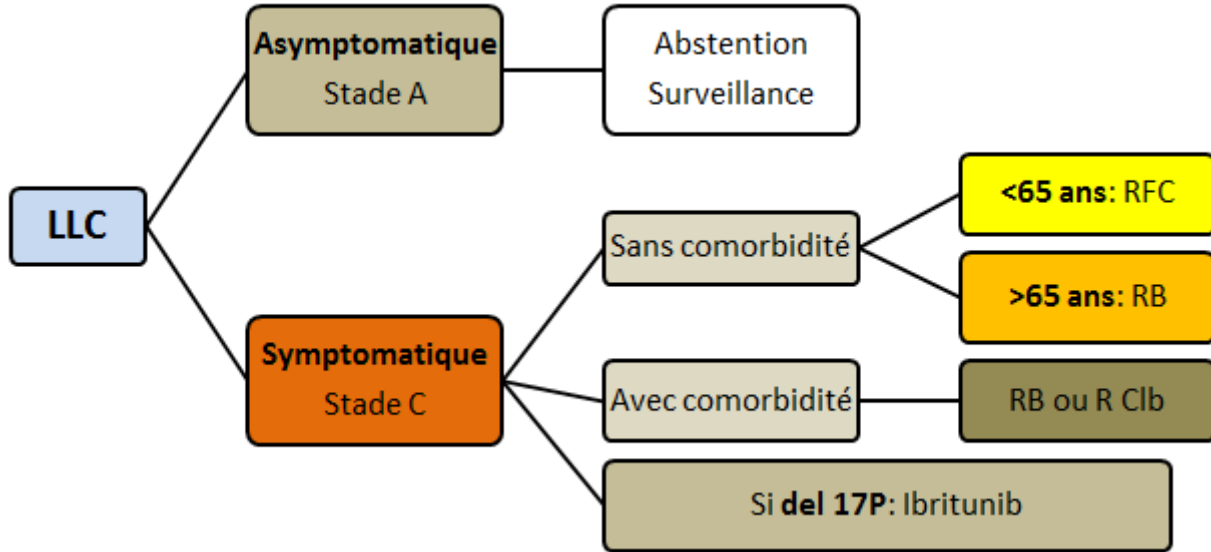 LLC
Asymptomatique
Stade A
Abstention
Surveillance
Symptomatique
Stade C
Sans comorbidité
<65 ans: RFC
>65 ans: RB
Avec comorbidité
RB ou R Clb
Si del 17P: Ibritunib